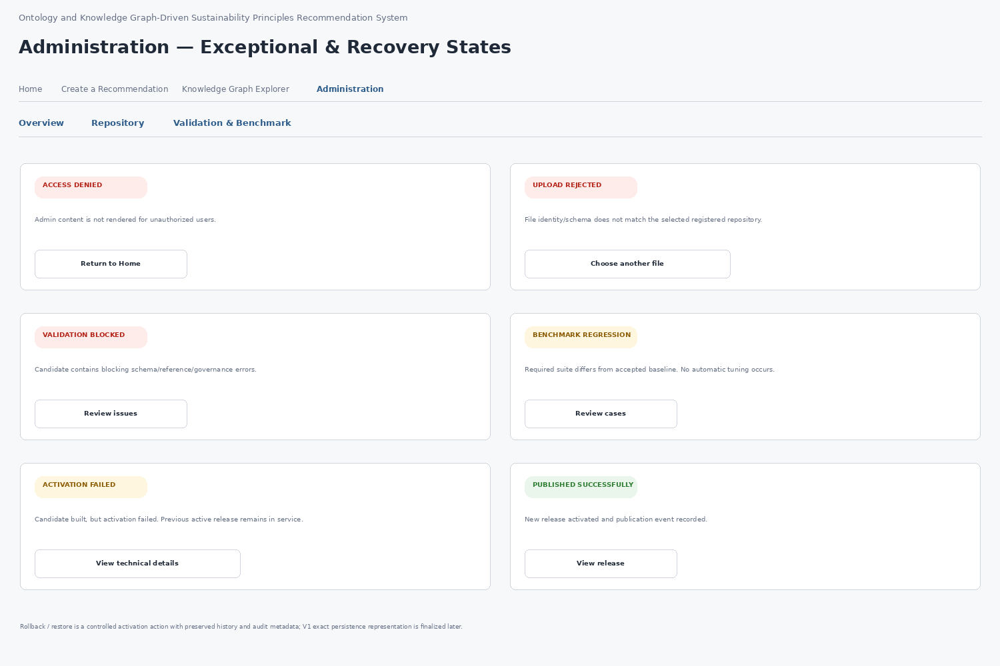 Ontology and Knowledge Graph-Driven Sustainability Principles Recommendation System
Administration — Exceptional & Recovery States
Home Create a Recommendation Knowledge Graph Explorer Administration
Overview Repository Validation & Benchmark
ACCESS DENIED
Admin content is not rendered for unauthorized users.
Return to Home
UPLOAD REJECTED
File identity/schema does not match the selected registered repository.
Choose another file
VALIDATION BLOCKED
Candidate contains blocking schema/reference/governance errors.
Review issues
BENCHMARK REGRESSION
Required suite differs from accepted baseline. No automatic tuning occurs.
Review cases
ACTIVATION FAILED
Candidate built, but activation failed. Previous active release remains in service.
View technical details
PUBLISHED SUCCESSFULLY
New release activated and publication event recorded.
View release
Rollback / restore is a controlled activation action with preserved history and audit metadata; V1 exact persistence representation is finalized later.